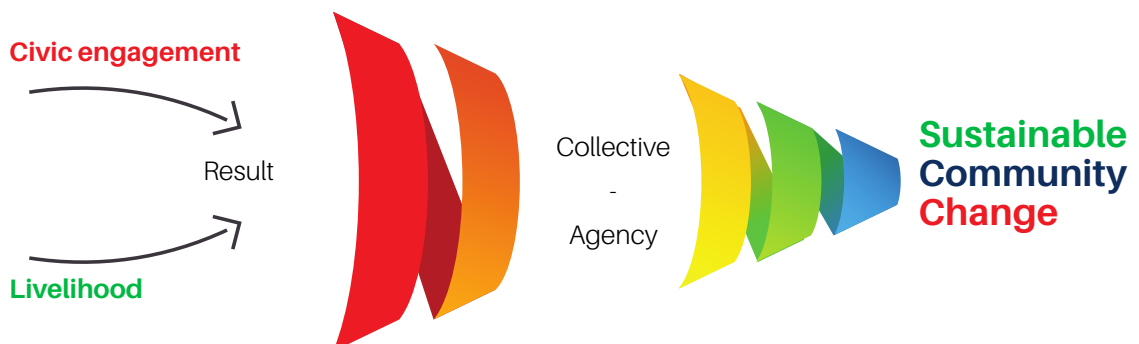 Civic engagement
Result
Livelihood
Collective
-
Agency
Sustainable
Community
Change